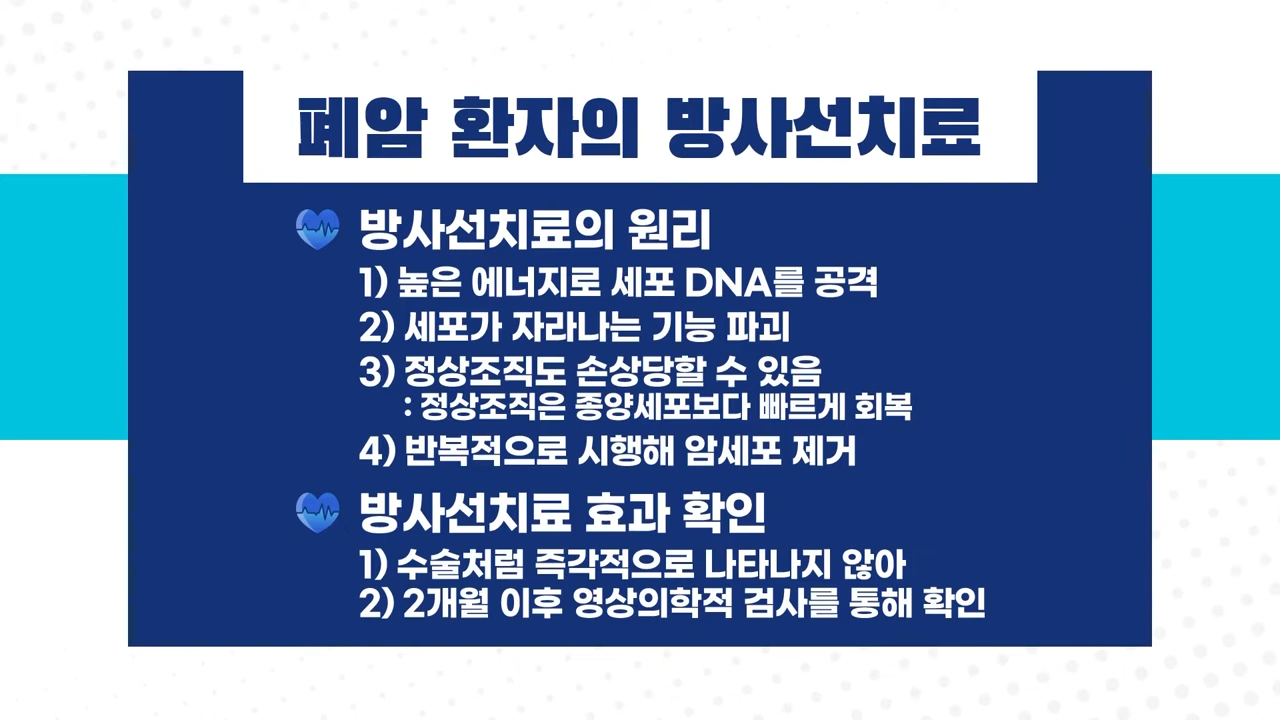 폐암 환자의 방사선치료
방사선치료의 원리
1) 높은 에너지로 세포 DNA를 공격
2) 세포가 자라나는 기능 파괴
3) 정상조직도 손상당할 수 있음
: 정상조직은 종양세포보다 빠르게 회복
4) 반복적으로 시행해 암세포 제거
방사선치료 효과 확인
1) 수술처럼 즉각적으로 나타나지 않아
2) 2개월 이후 영상의학적 검사를 통해 확인